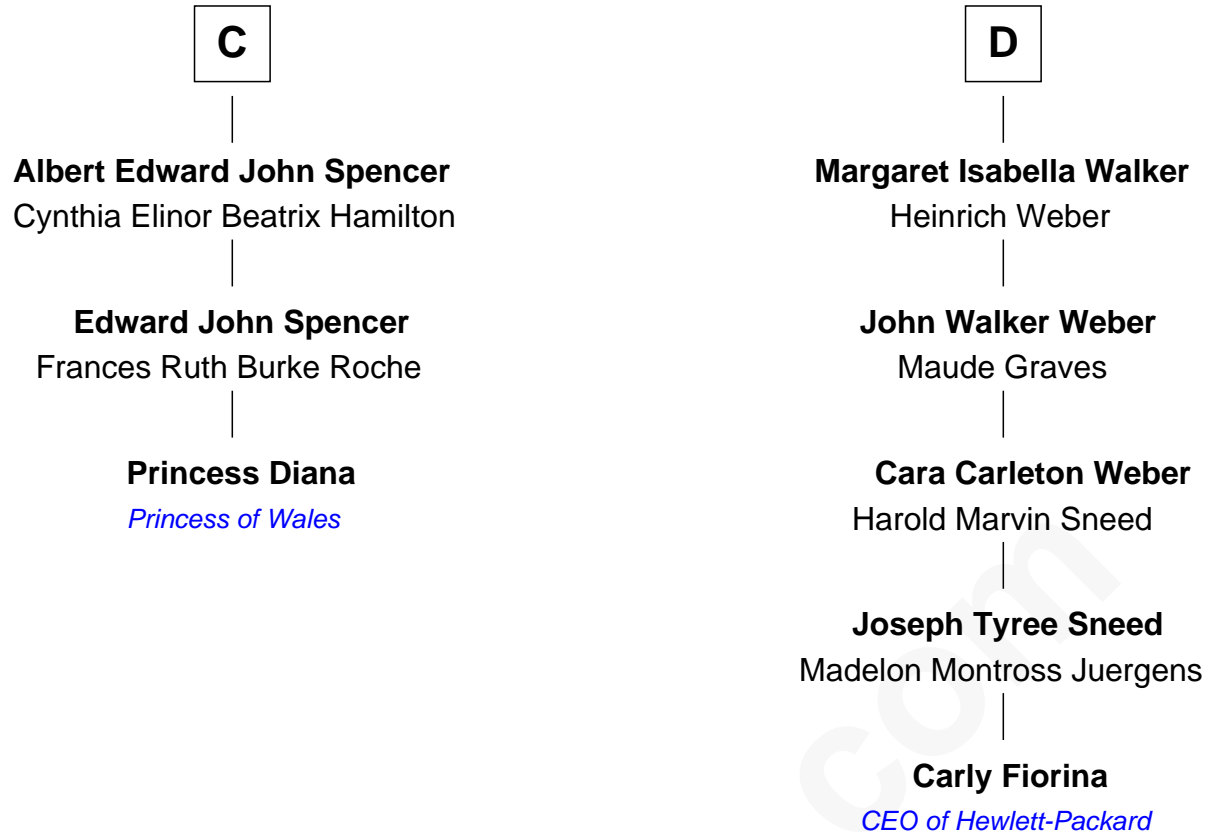 C
Albert Edward John Spencer
Cynthia Elinor Beatrix Hamilton
Edward John Spencer
Frances Ruth Burke Roche
Princess Diana
Princess of Wales
D
Margaret Isabella Walker
Heinrich Weber
John Walker Weber
Maude Graves
Cara Carleton Weber
Harold Marvin Sneed
Joseph Tyree Sneed
Madelon Montross Juergens
Carly Fiorina
CEO of Hewlett-Packard
com